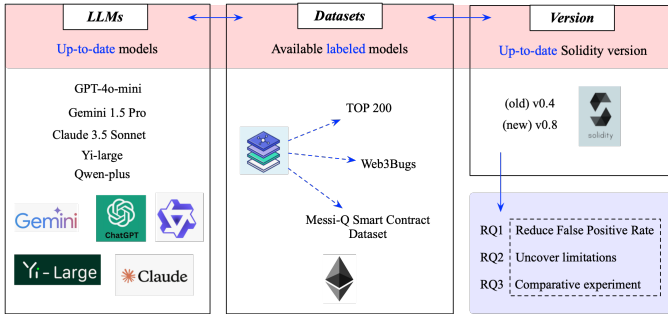 LLMs
Up-to-date models
GPT-4o-mini
Gemini 1.5 Pro
Claude 3.5 Sonnet
Yi-large
Qwen-plus
Gemini
ChatGPT
Yi-Large
Claude
Datasets
Available labeled models
TOP 200
Web3Bugs
Messi-Q Smart Contract
Dataset
Version
Up-to-date Solidity version
(old) v0.4
(new) v0.8
solidity
RQ1 Reduce False Positive Rate
RQ2 Uncover limitations
RQ3 Comparative experiment